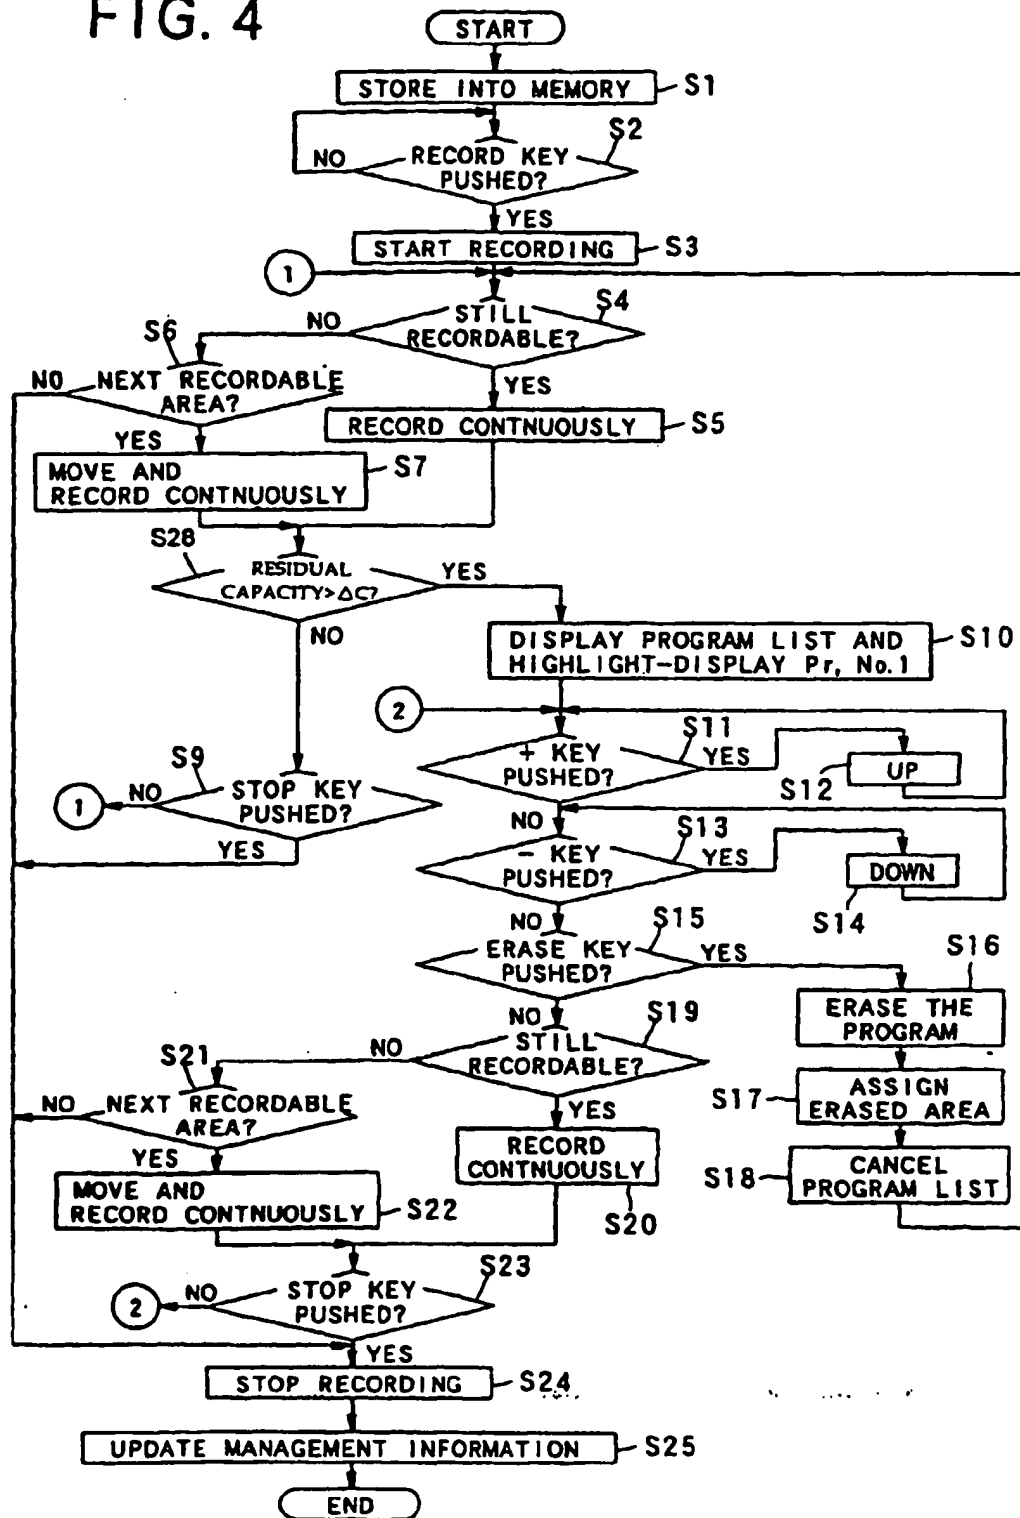 FIG. 4
START
STORE INTO MEMORY
S1
S2
NO
RECORD KEY
PUSHED?
YES
START RECORDING
S3
1
S4
STILL
RECORDABLE?
NO
S6
NO
NEXT RECORDABLE
AREA?
YES
RECORD CONTNUOUSLY
S5
YES
MOVE AND
RECORD CONTNUOUSLY
S7
S28
RESIDUAL
CAPACITY>ΔC?
YES
NO
DISPLAY PROGRAM LIST AND
HIGHLIGHT-DISPLAY Pr, No.1
S10
2
S11
+ KEY
PUSHED?
YES
UP
S12
S9
STOP KEY
PUSHED?
NO
1
YES
NO
S13
- KEY
PUSHED?
YES
DOWN
S14
NO
S15
ERASE KEY
PUSHED?
YES
S16
ERASE THE
PROGRAM
NO
S19
STILL
RECORDABLE?
NO
S21
NO
NEXT RECORDABLE
AREA?
YES
S17
ASSIGN
ERASED AREA
RECORD
CONTNUOUSLY
S20
YES
MOVE AND
RECORD CONTNUOUSLY
S22
S18
CANCEL
PROGRAM LIST
S23
STOP KEY
PUSHED?
NO
2
YES
STOP RECORDING
S24
UPDATE MANAGEMENT INFORMATION
S25
END